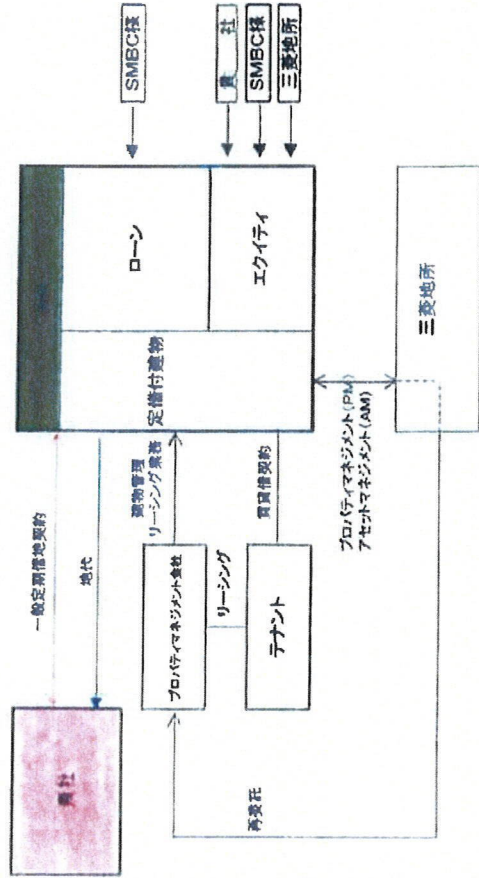 貴社
一般定期借地契約
地代
定借付建物
ローン
エクイティ
SMBC様
貴 社
SMBC様
三菱地所
プロパティマネジメント会社
建物管理
リーシング業務
リーシング
テナント
賃貸借契約
再委託
プロパティマネジメント(PM)
アセットマネジメント(AM)
三菱地所